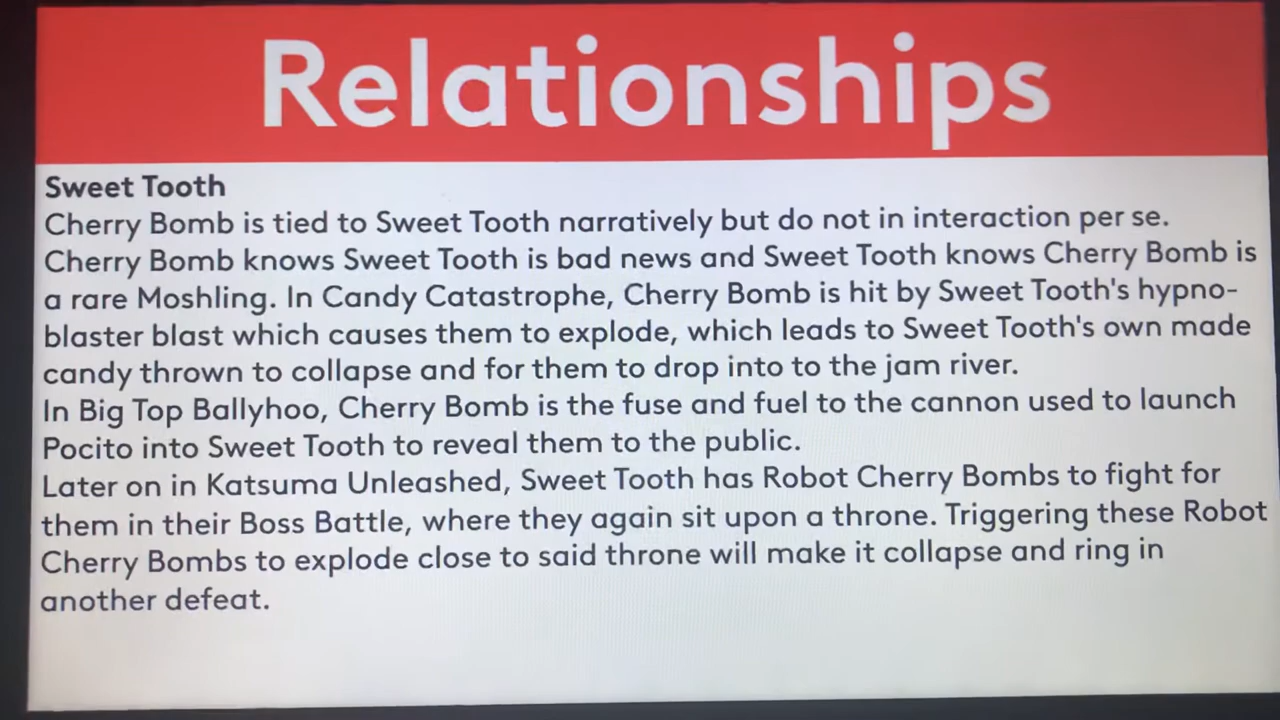 Relationships
Sweet Tooth
Cherry Bomb is tied to Sweet Tooth narratively but do not in interaction per se.
Cherry Bomb knows Sweet Tooth is bad news and Sweet Tooth knows Cherry Bomb is
a rare Moshling. In Candy Catastrophe, Cherry Bomb is hit by Sweet Tooth's hypno-
blaster blast which causes them to explode, which leads to Sweet Tooth's own made
candy thrown to collapse and for them to drop into to the jam river.
In Big Top Ballyhoo, Cherry Bomb is the fuse and fuel to the cannon used to launch
Pocito into Sweet Tooth to reveal them to the public.
Later on in Katsuma Unleashed, Sweet Tooth has Robot Cherry Bombs to fight for
them in their Boss Battle, where they again sit upon a throne. Triggering these Robot
Cherry Bombs to explode close to said throne will make it collapse and ring in
another defeat.